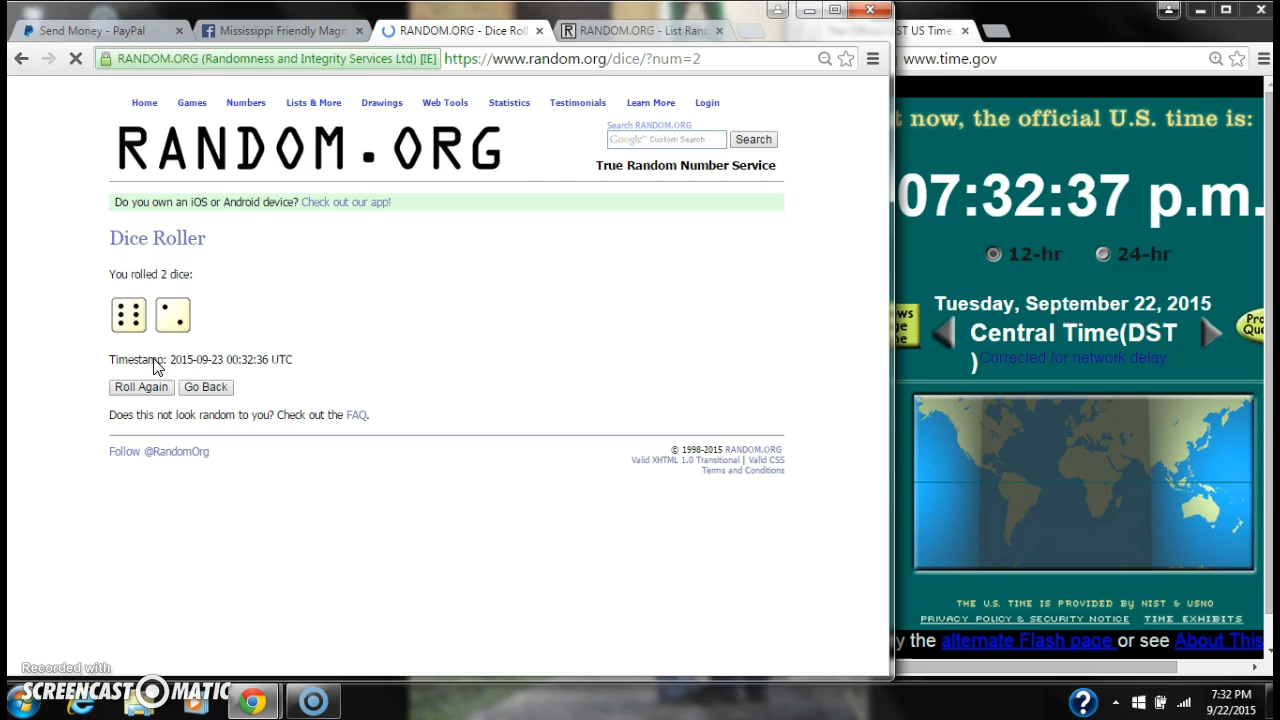 Send Money - PayPal
Mississippi Friendly Magn
RANDOM.ORG - Dice Roll
RANDOM.ORG - List Rand
ST US Time:
RANDOM.ORG (Randomness and Integrity Services Ltd) [IE]
https://www.random.org/dice/?num=2
www.time.gov
Home Games Numbers Lists & More Drawings Web Tools Statistics Testimonials Learn More Login
RANDOM.ORG
Search RANDOM.ORG
Google™ Custom Search
Search
True Random Number Service
Do you own an iOS or Android device? Check out our app!
Dice Roller
You rolled 2 dice:
Timestamp: 2015-09-23 00:32:36 UTC
Roll Again Go Back
Does this not look random to you? Check out the FAQ.
Follow @RandomOrg
© 1998-2015 RANDOM.ORG
Valid XHTML 1.0 Transitional | Valid CSS
Terms and Conditions
now, the official U.S. time is:
07:32:37 p.m.
12-hr 24-hr
Tuesday, September 22, 2015
Central Time(DST
)Corrected for network delay
THE U.S. TIME IS PROVIDED BY NIST & USNO
PRIVACY POLICY & SECURITY NOTICE TIME EXHIBITS
y the alternate Flash page or see About This
Recorded with
SCREENCAST MATIC
7:32 PM
9/22/2015